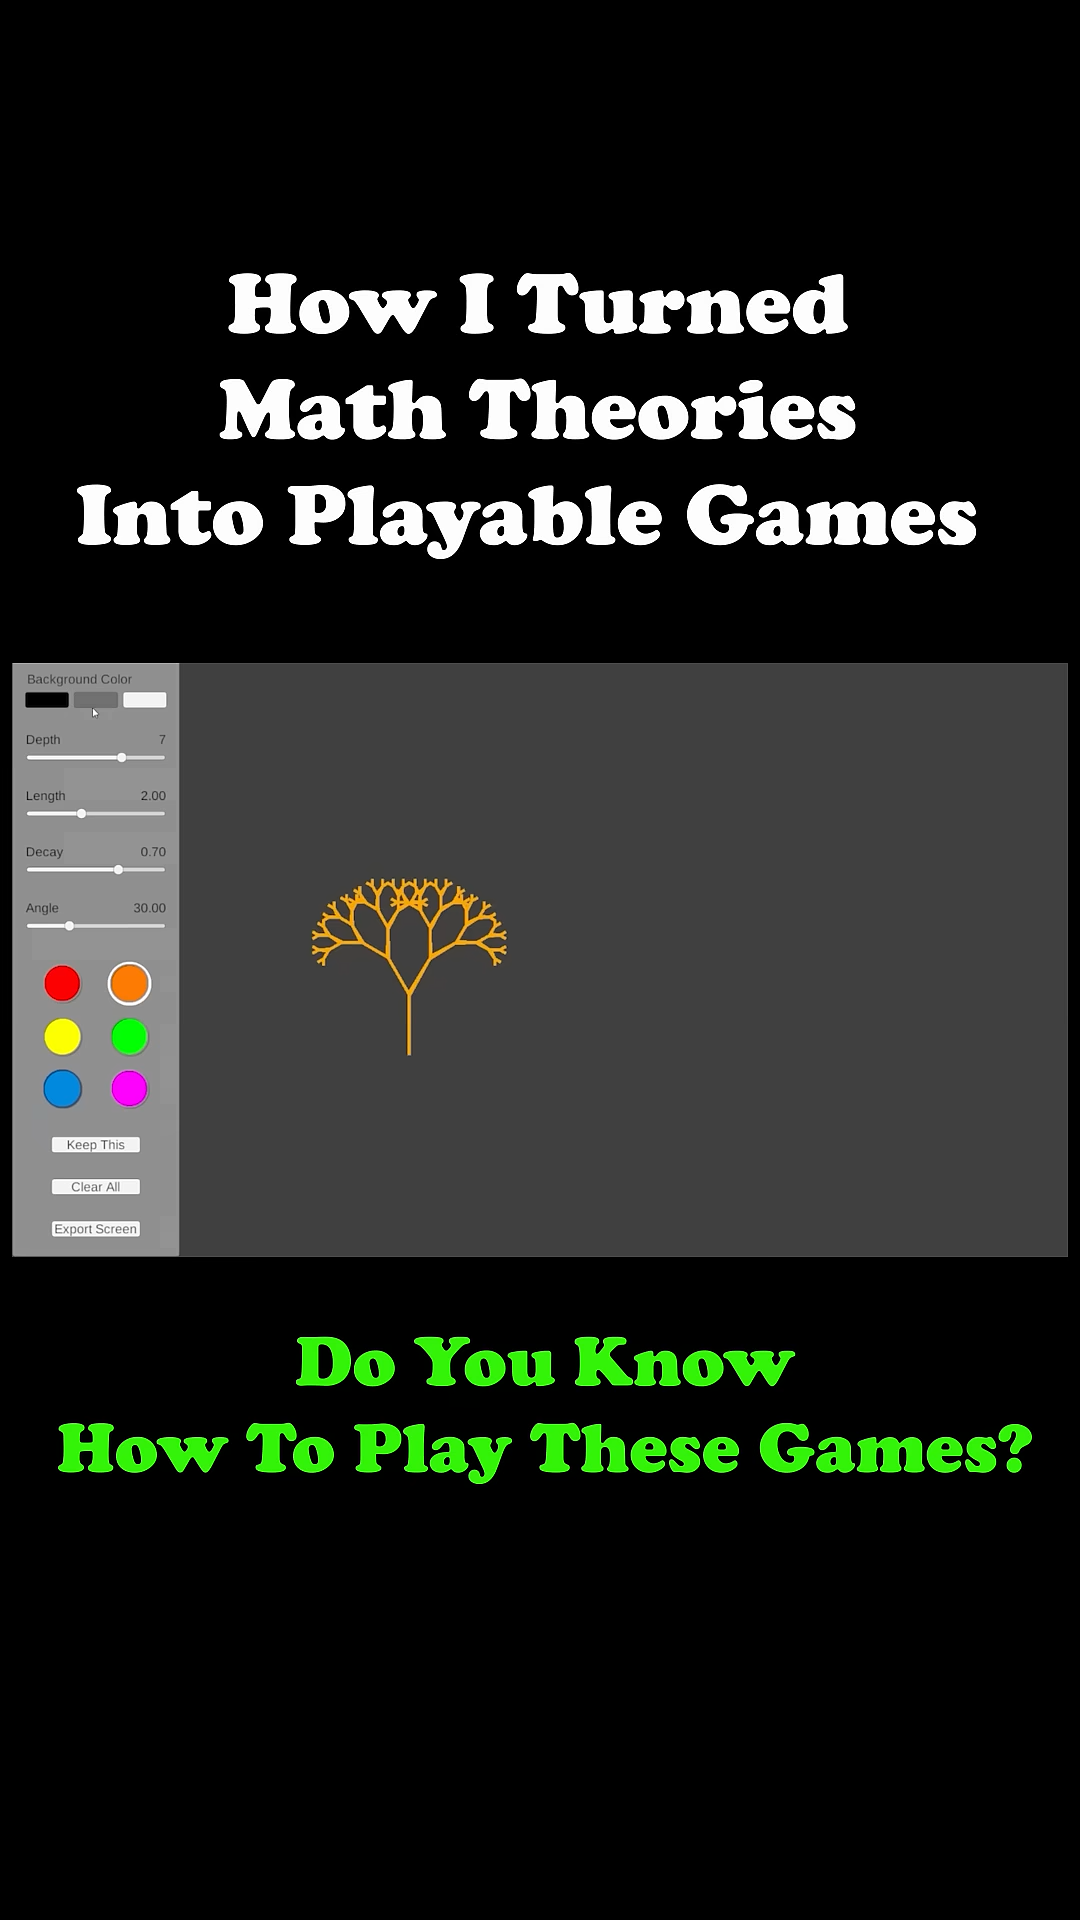 How I Turned
Math Theories
Into Playable Games
Background Color
Depth 7
Length 2.00
Decay 0.70
Angle 30.00
Keep This
Clear All
Export Screen
Do You Know
How To Play These Games?